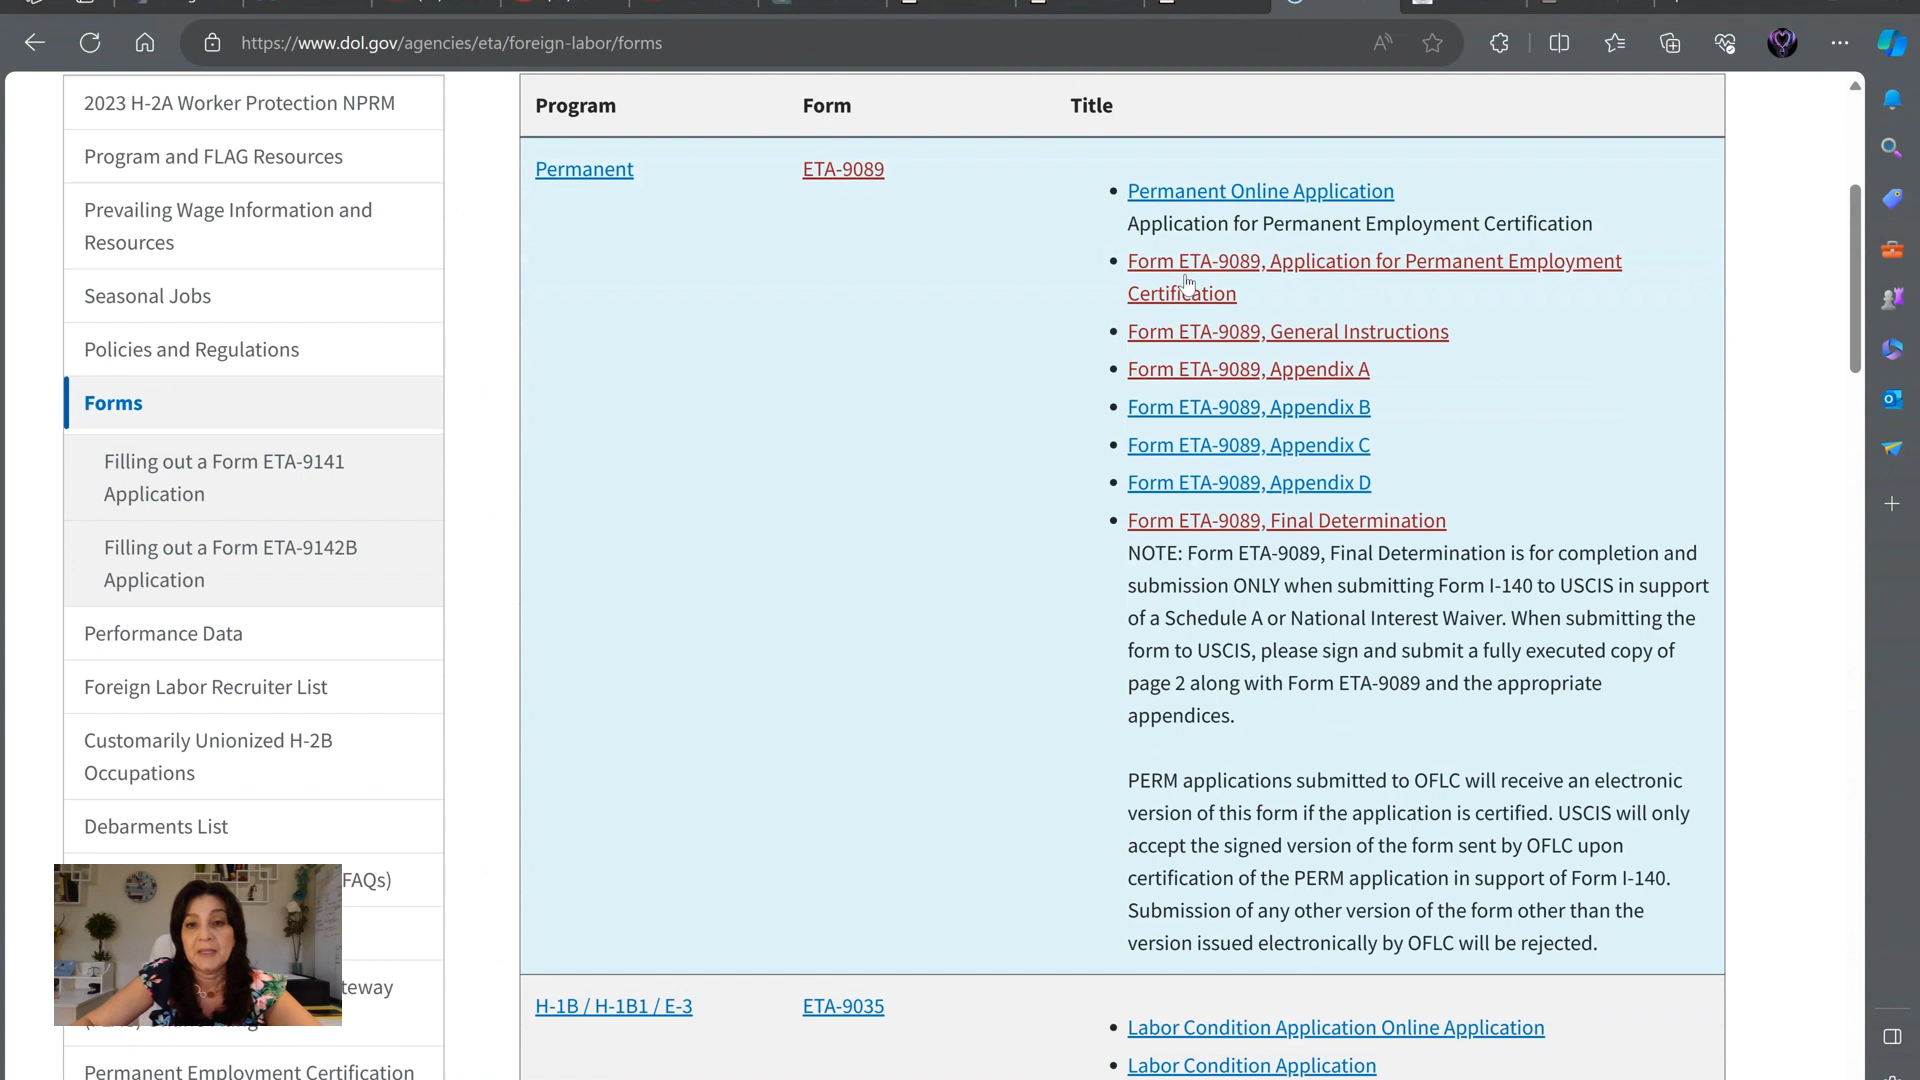 https://www.dol.gov/agencies/eta/foreign-labor/forms
2023 H-2A Worker Protection NPRM
Program and FLAG Resources
Prevailing Wage Information and
Resources
Seasonal Jobs
Policies and Regulations
Forms
Filling out a Form ETA-9141
Application
Filling out a Form ETA-9142B
Application
Performance Data
Foreign Labor Recruiter List
Customarily Unionized H-2B
Occupations
Debarments List
FAQs)
teway
Permanent Employment Certification
Program Form Title
Permanent ETA-9089
Permanent Online Application
Application for Permanent Employment Certification
Form ETA-9089, Application for Permanent Employment
Certification
Form ETA-9089, General Instructions
Form ETA-9089, Appendix A
Form ETA-9089, Appendix B
Form ETA-9089, Appendix C
Form ETA-9089, Appendix D
Form ETA-9089, Final Determination
NOTE: Form ETA-9089, Final Determination is for completion and
submission ONLY when submitting Form I-140 to USCIS in support
of a Schedule A or National Interest Waiver. When submitting the
form to USCIS, please sign and submit a fully executed copy of
page 2 along with Form ETA-9089 and the appropriate
appendices.
PERM applications submitted to OFLC will receive an electronic
version of this form if the application is certified. USCIS will only
accept the signed version of the form sent by OFLC upon
certification of the PERM application in support of Form I-140.
Submission of any other version of the form other than the
version issued electronically by OFLC will be rejected.
H-1B / H-1B1 / E-3 ETA-9035
Labor Condition Application Online Application
Labor Condition Application